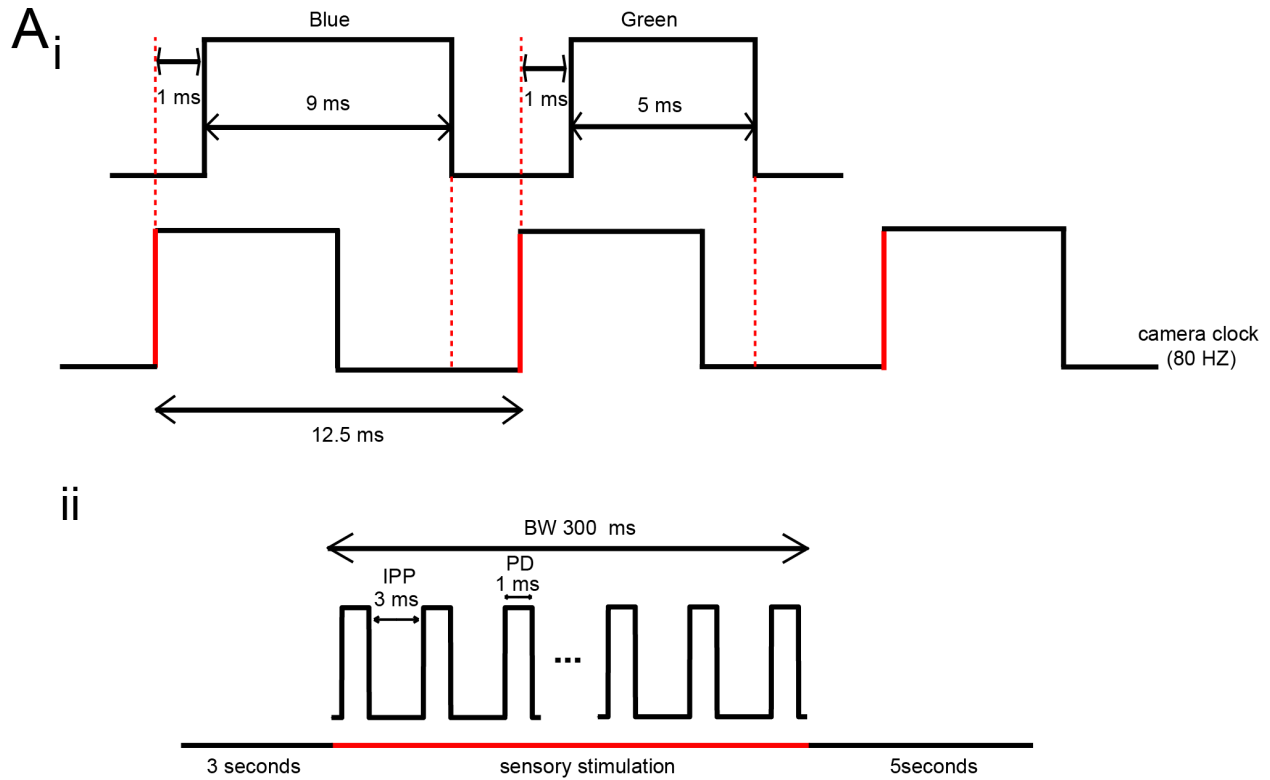 A i
Blue
Green
1 ms
1 ms
9 ms
5 ms
camera clock
(80 HZ)
12.5 ms
ii
BW 300 ms
IPP
3 ms
PD
1 ms
...
3 seconds
sensory stimulation
5seconds